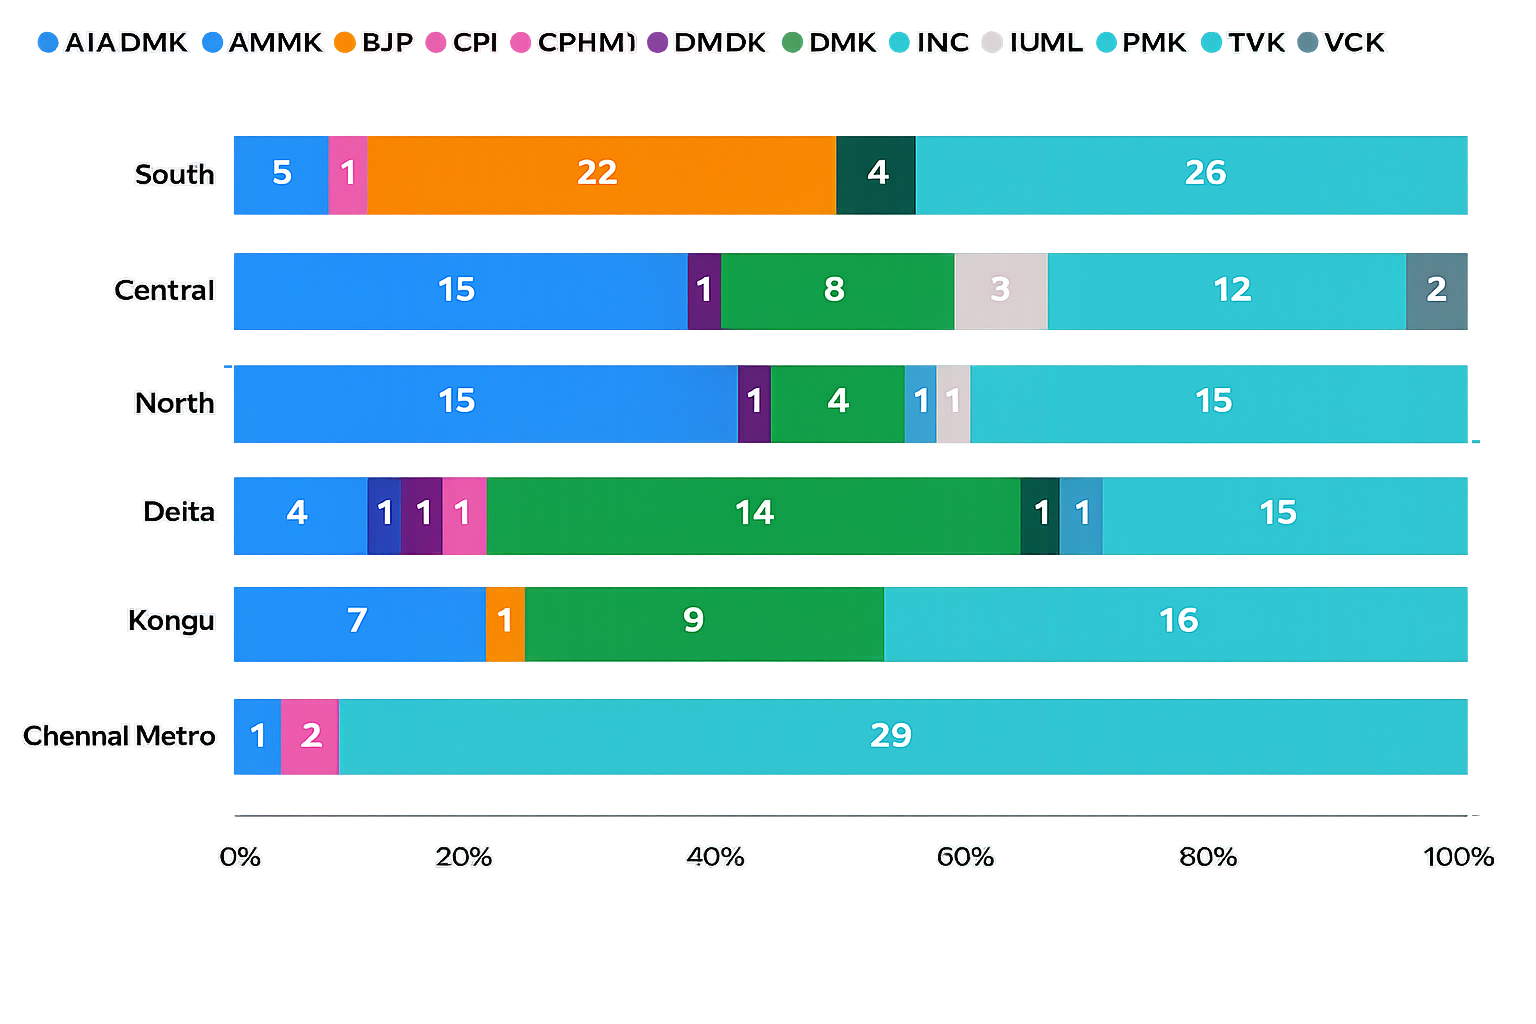 AIADMK AMMK BJP CPI CPHM1 DMDK DMK INC IUML PMK TVK VCK
South 5 1 22 4 26
Central 15 1 8 3 12 2
North 15 1 4 1 1 15
Deita 4 1 1 1 14 1 1 15
Kongu 7 1 9 16
Chennal Metro 1 2 29
0% 20% 40% 60% 80% 100%